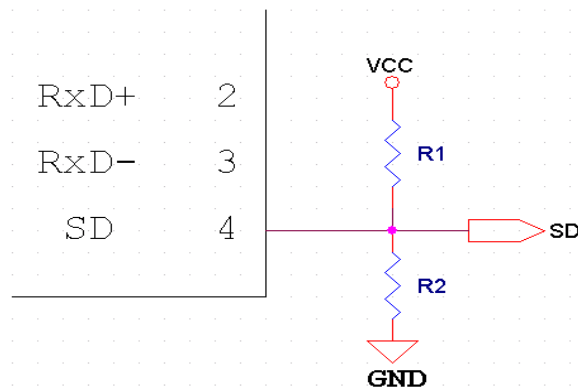 VCC
RxD+ 2
R1
RxD- 3
SD 4
SD
R2
GND